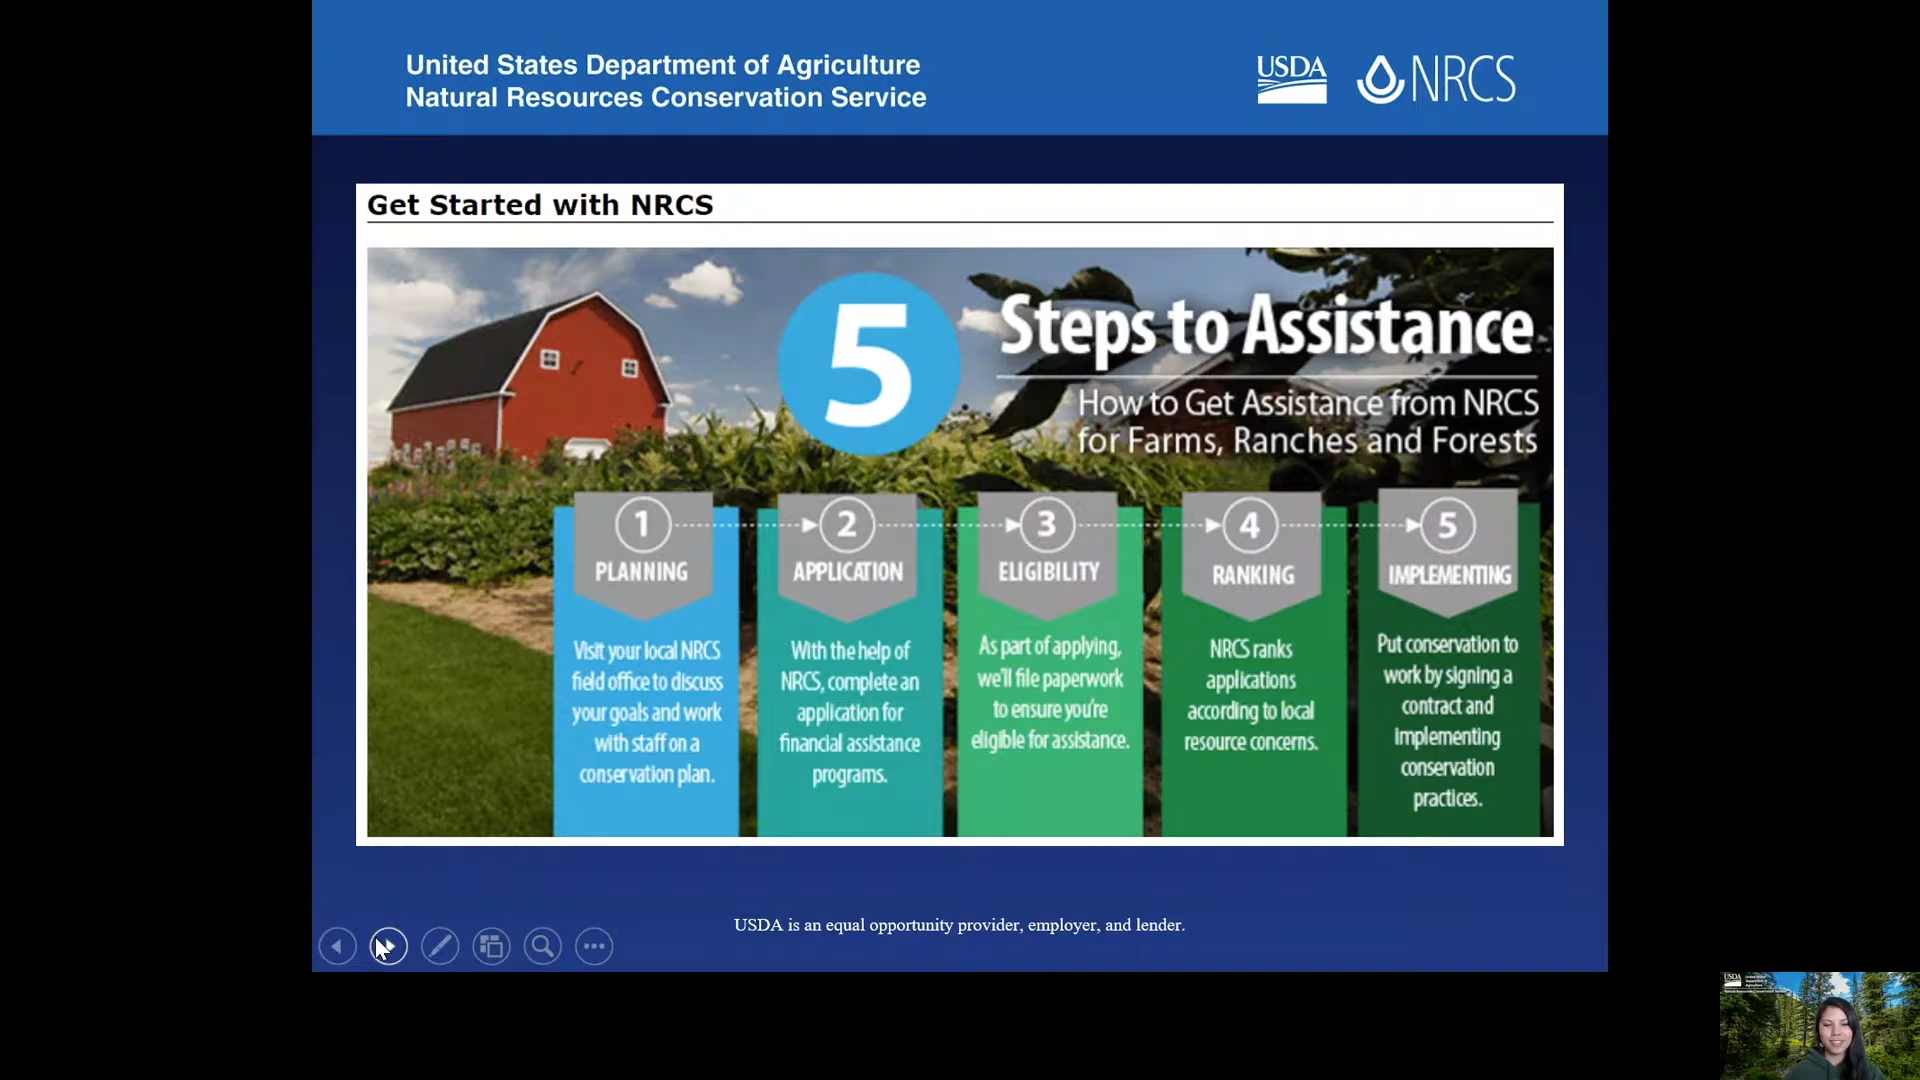 United States Department of Agriculture
Natural Resources Conservation Service
USDA
NRCS
Get Started with NRCS
5
Steps to Assistance
How to Get Assistance from NRCS
for Farms, Ranches and Forests
1
PLANNING
Visit your local NRCS
field office to discuss
your goals and work
with staff on a
conservation plan.
2
APPLICATION
With the help of
NRCS, complete an
application for
financial assistance
programs.
3
ELIGIBILITY
As part of applying,
we'll file paperwork
to ensure you're
eligible for assistance.
4
RANKING
NRCS ranks
applications
according to local
resource concerns.
5
IMPLEMENTING
Put conservation to
work by signing a
contract and
implementing
conservation
practices.
USDA is an equal opportunity provider, employer, and lender.
USDA